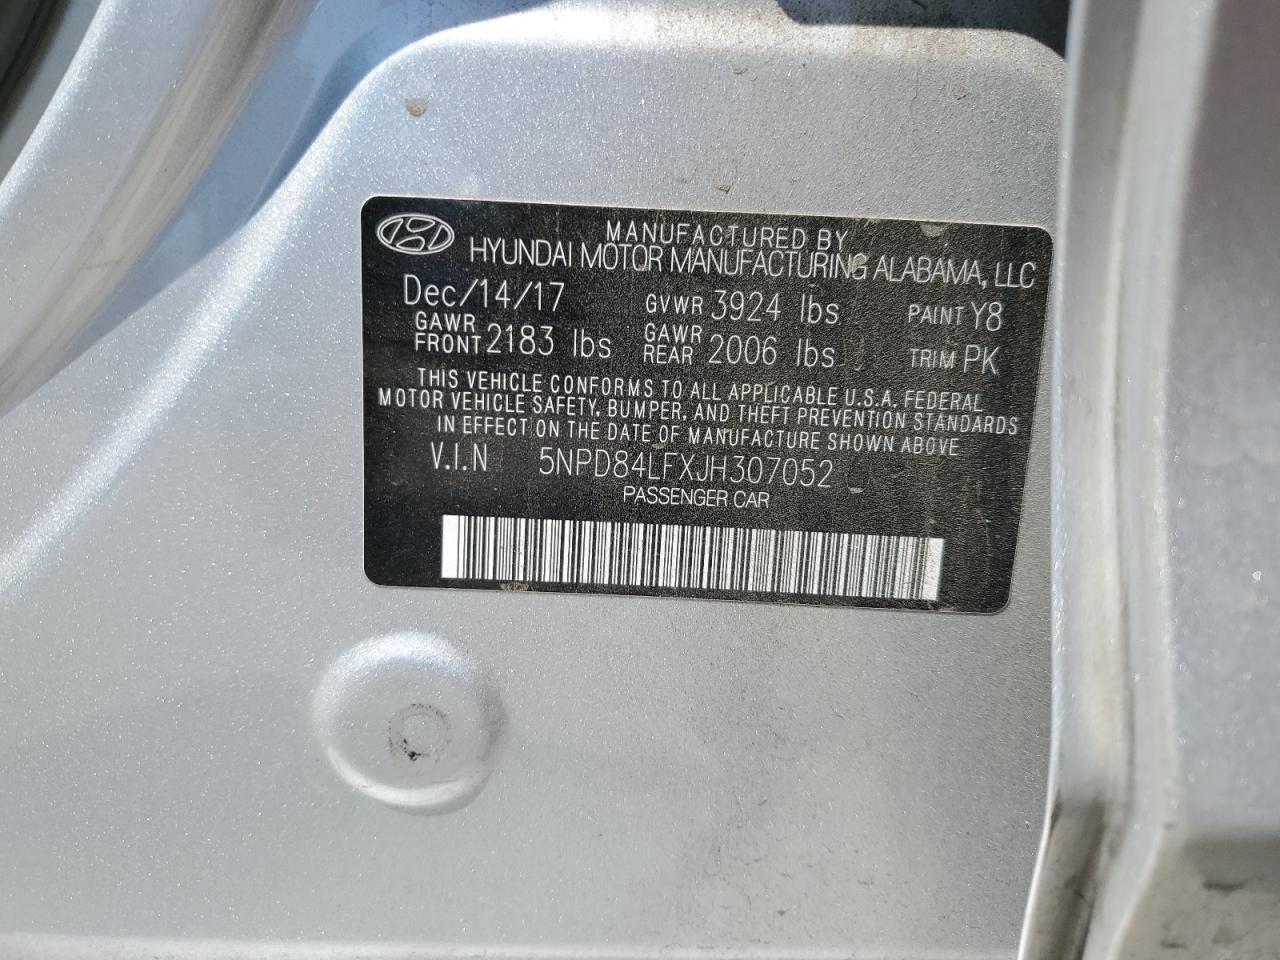 MANUFACTURED BY
HYUNDAI MOTOR MANUFACTURING ALABAMA, LLC
Dec/14/17 GVWR 3924 lbs PAINT Y8
GAWR FRONT 2183 lbs GAWR REAR 2006 lbs TRIM PK
THIS VEHICLE CONFORMS TO ALL APPLICABLE U.S.A. FEDERAL
MOTOR VEHICLE SAFETY, BUMPER, AND THEFT PREVENTION STANDARDS
IN EFFECT ON THE DATE OF MANUFACTURE SHOWN ABOVE
V.I.N 5NPD84LFXJH307052
PASSENGER CAR